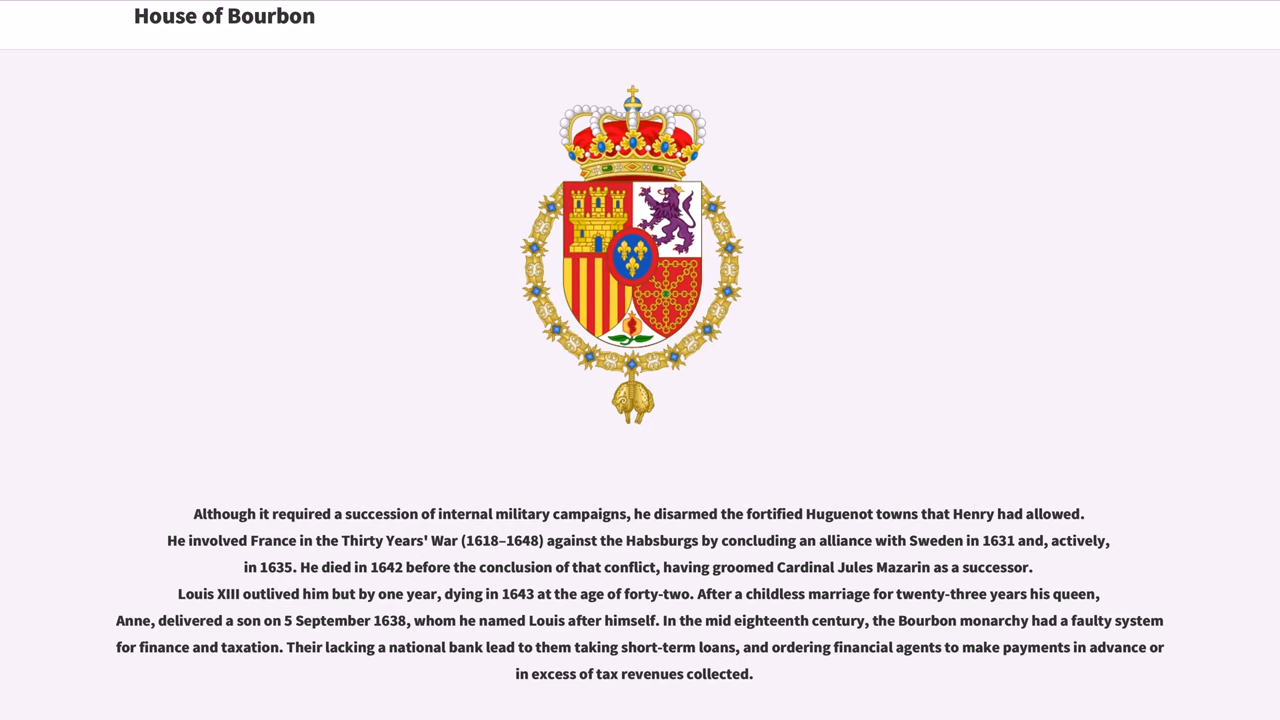 House of Bourbon
Although it required a succession of internal military campaigns, he disarmed the fortified Huguenot towns that Henry had allowed.
He involved France in the Thirty Years' War (1618–1648) against the Habsburgs by concluding an alliance with Sweden in 1631 and, actively,
in 1635. He died in 1642 before the conclusion of that conflict, having groomed Cardinal Jules Mazarin as a successor.
Louis XIII outlived him but by one year, dying in 1643 at the age of forty-two. After a childless marriage for twenty-three years his queen,
Anne, delivered a son on 5 September 1638, whom he named Louis after himself. In the mid eighteenth century, the Bourbon monarchy had a faulty system
for finance and taxation. Their lacking a national bank lead to them taking short-term loans, and ordering financial agents to make payments in advance or
in excess of tax revenues collected.